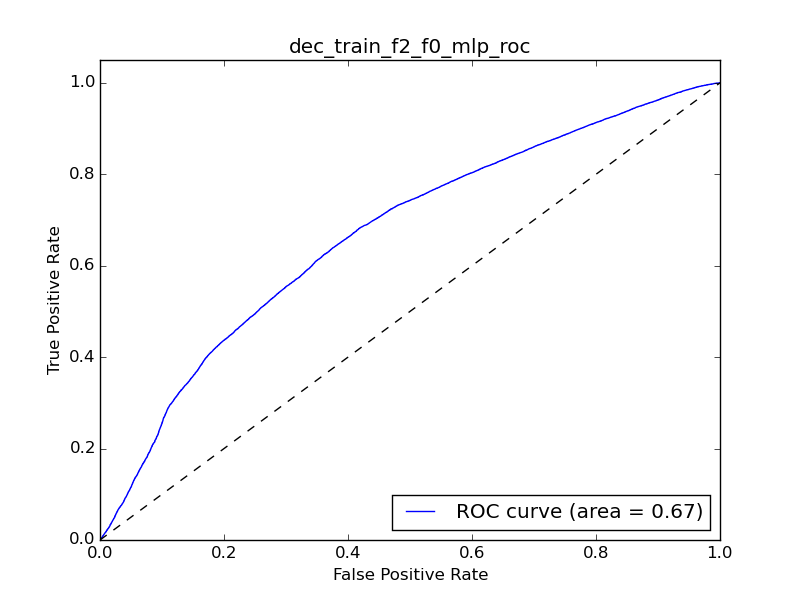 dec_train_f2_f0_mlp_roc
1.0
0.8
0.6
0.4
0.2
0.0
True Positive Rate
ROC curve (area = 0.67)
0.0 0.2 0.4 0.6 0.8 1.0
False Positive Rate